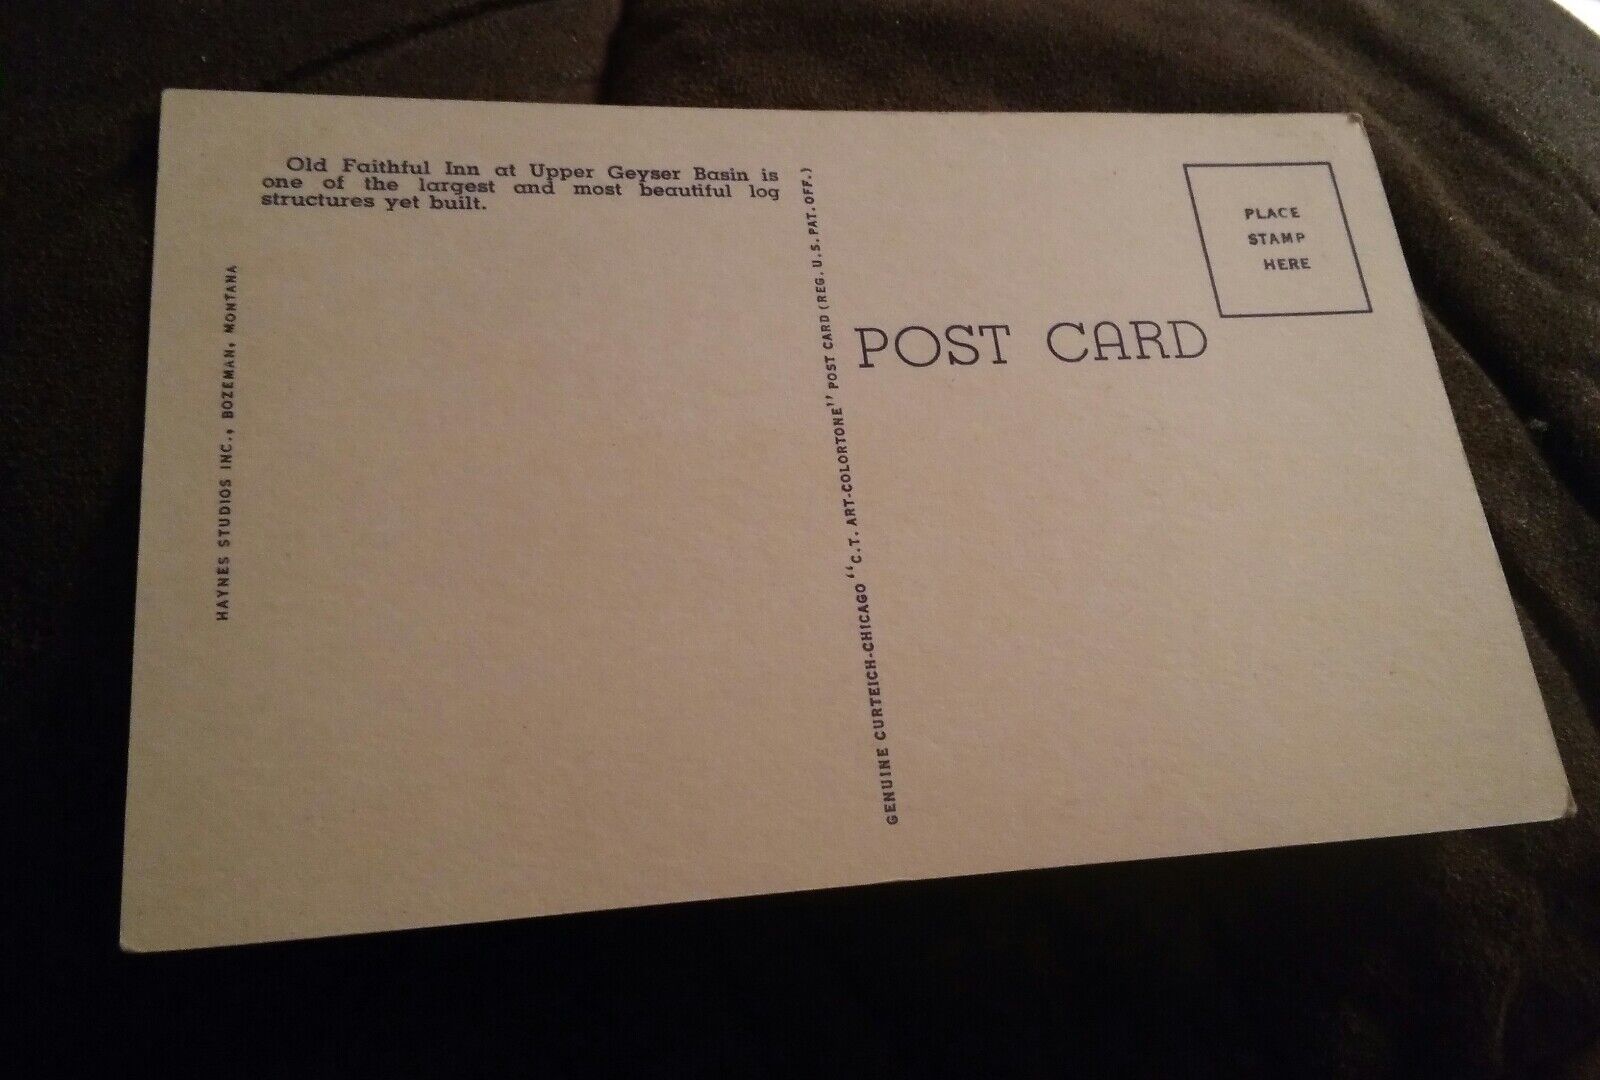 Old Faithful Inn at Upper Geyser Basin is
one of the largest and most beautiful log
structures yet built.
HAYNES STUDIOS INC., BOZEMAN, MONTANA
GENUINE CURTEICH-CHICAGO "C.T. ART-COLORTONE" POST CARD (REG. U.S. PAT. OFF.)
POST CARD
PLACE
STAMP
HERE